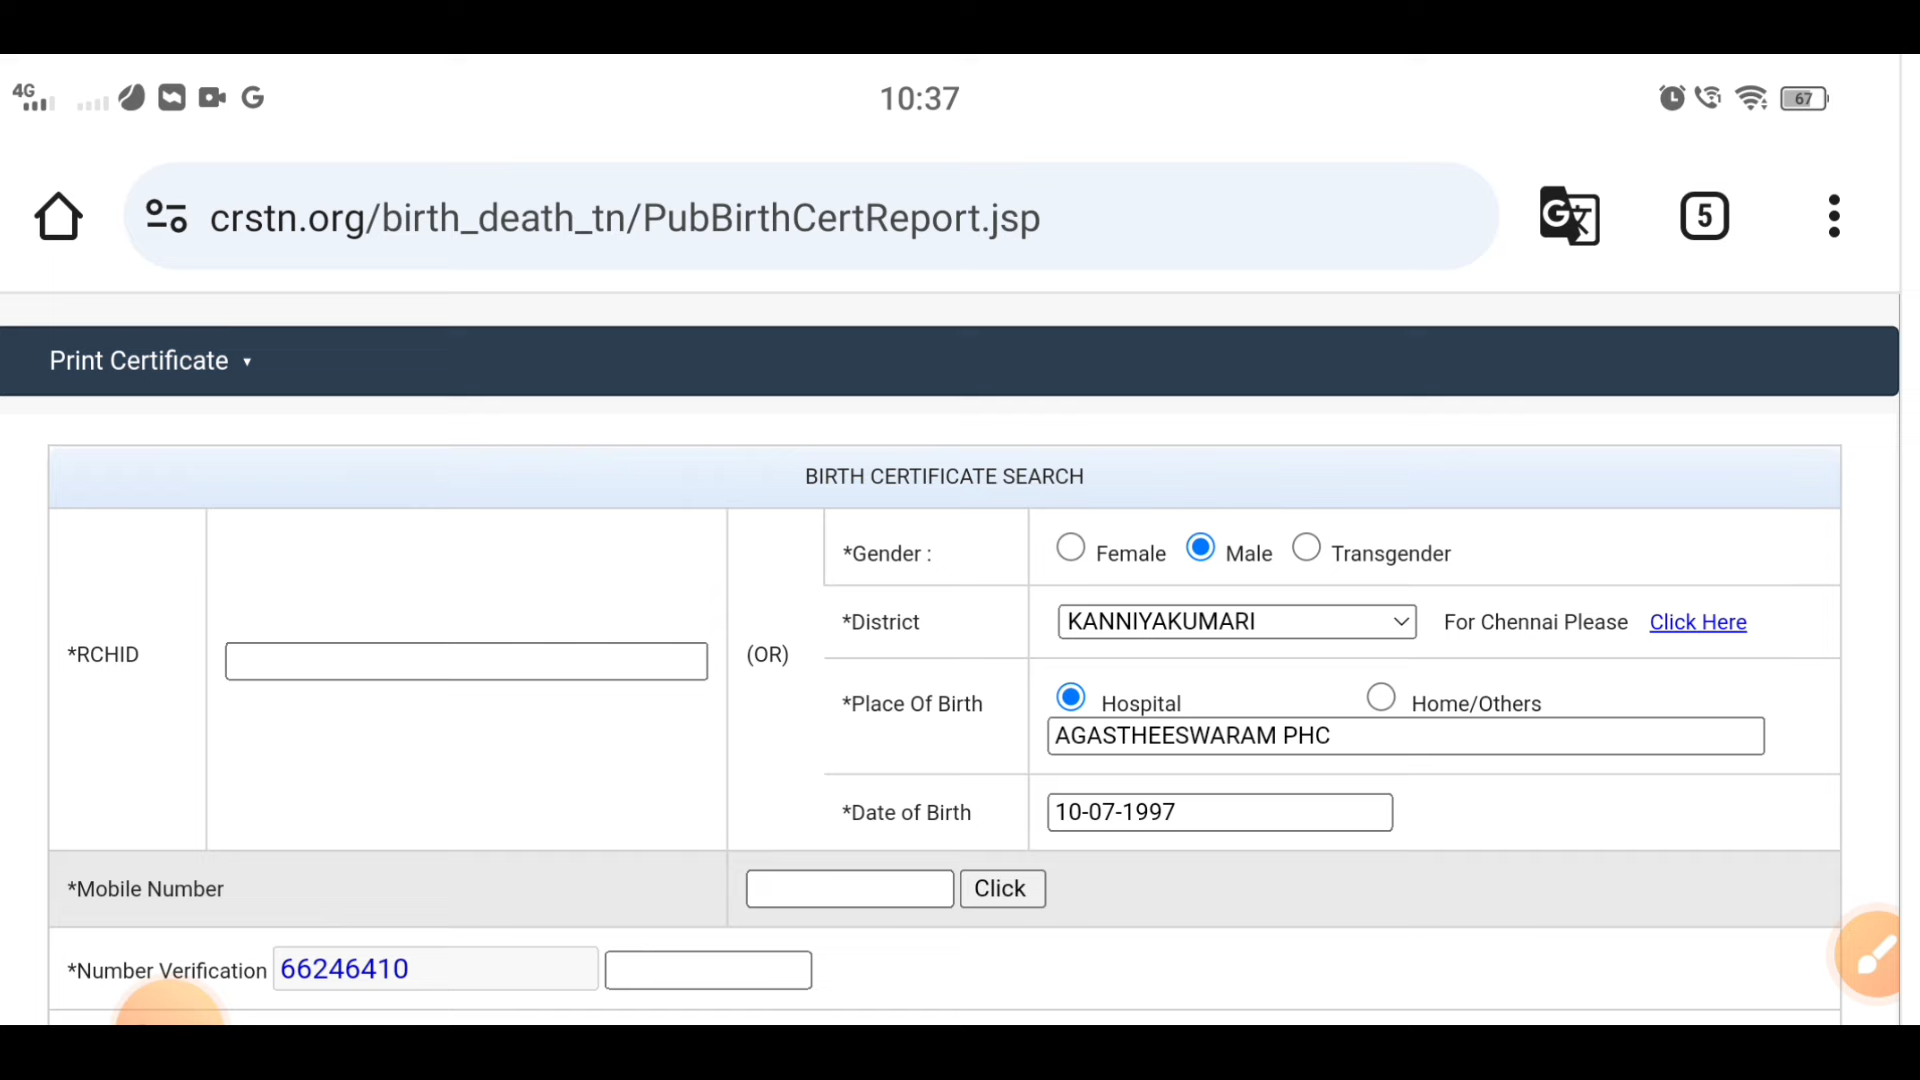 4G G 10:37 67
crstn.org/birth_death_tn/PubBirthCertReport.jsp 5
Print Certificate
BIRTH CERTIFICATE SEARCH
*Gender : Female Male Transgender
*District KANNIYAKUMARI For Chennai Please Click Here
*RCHID (OR)
*Place Of Birth Hospital Home/Others
AGASTHEESWARAM PHC
*Date of Birth 10-07-1997
*Mobile Number Click
*Number Verification 66246410